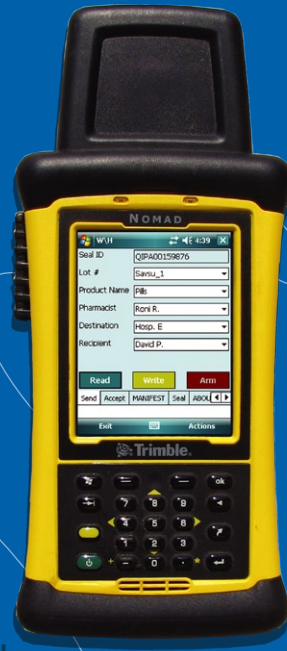 NOMAD
W\H 4:39
Seal ID QIPA00159876
Lot # Savsu_1
Product Name Pills
Pharmacist Roni R.
Destination Hosp. E
Recipient David P.
Read Write Arm
Send Accept MANIFEST Seal ABOU
Exit Actions
Trimble.
ok
7 8 9
4 5 6
1 2 3
+ - 0 . *